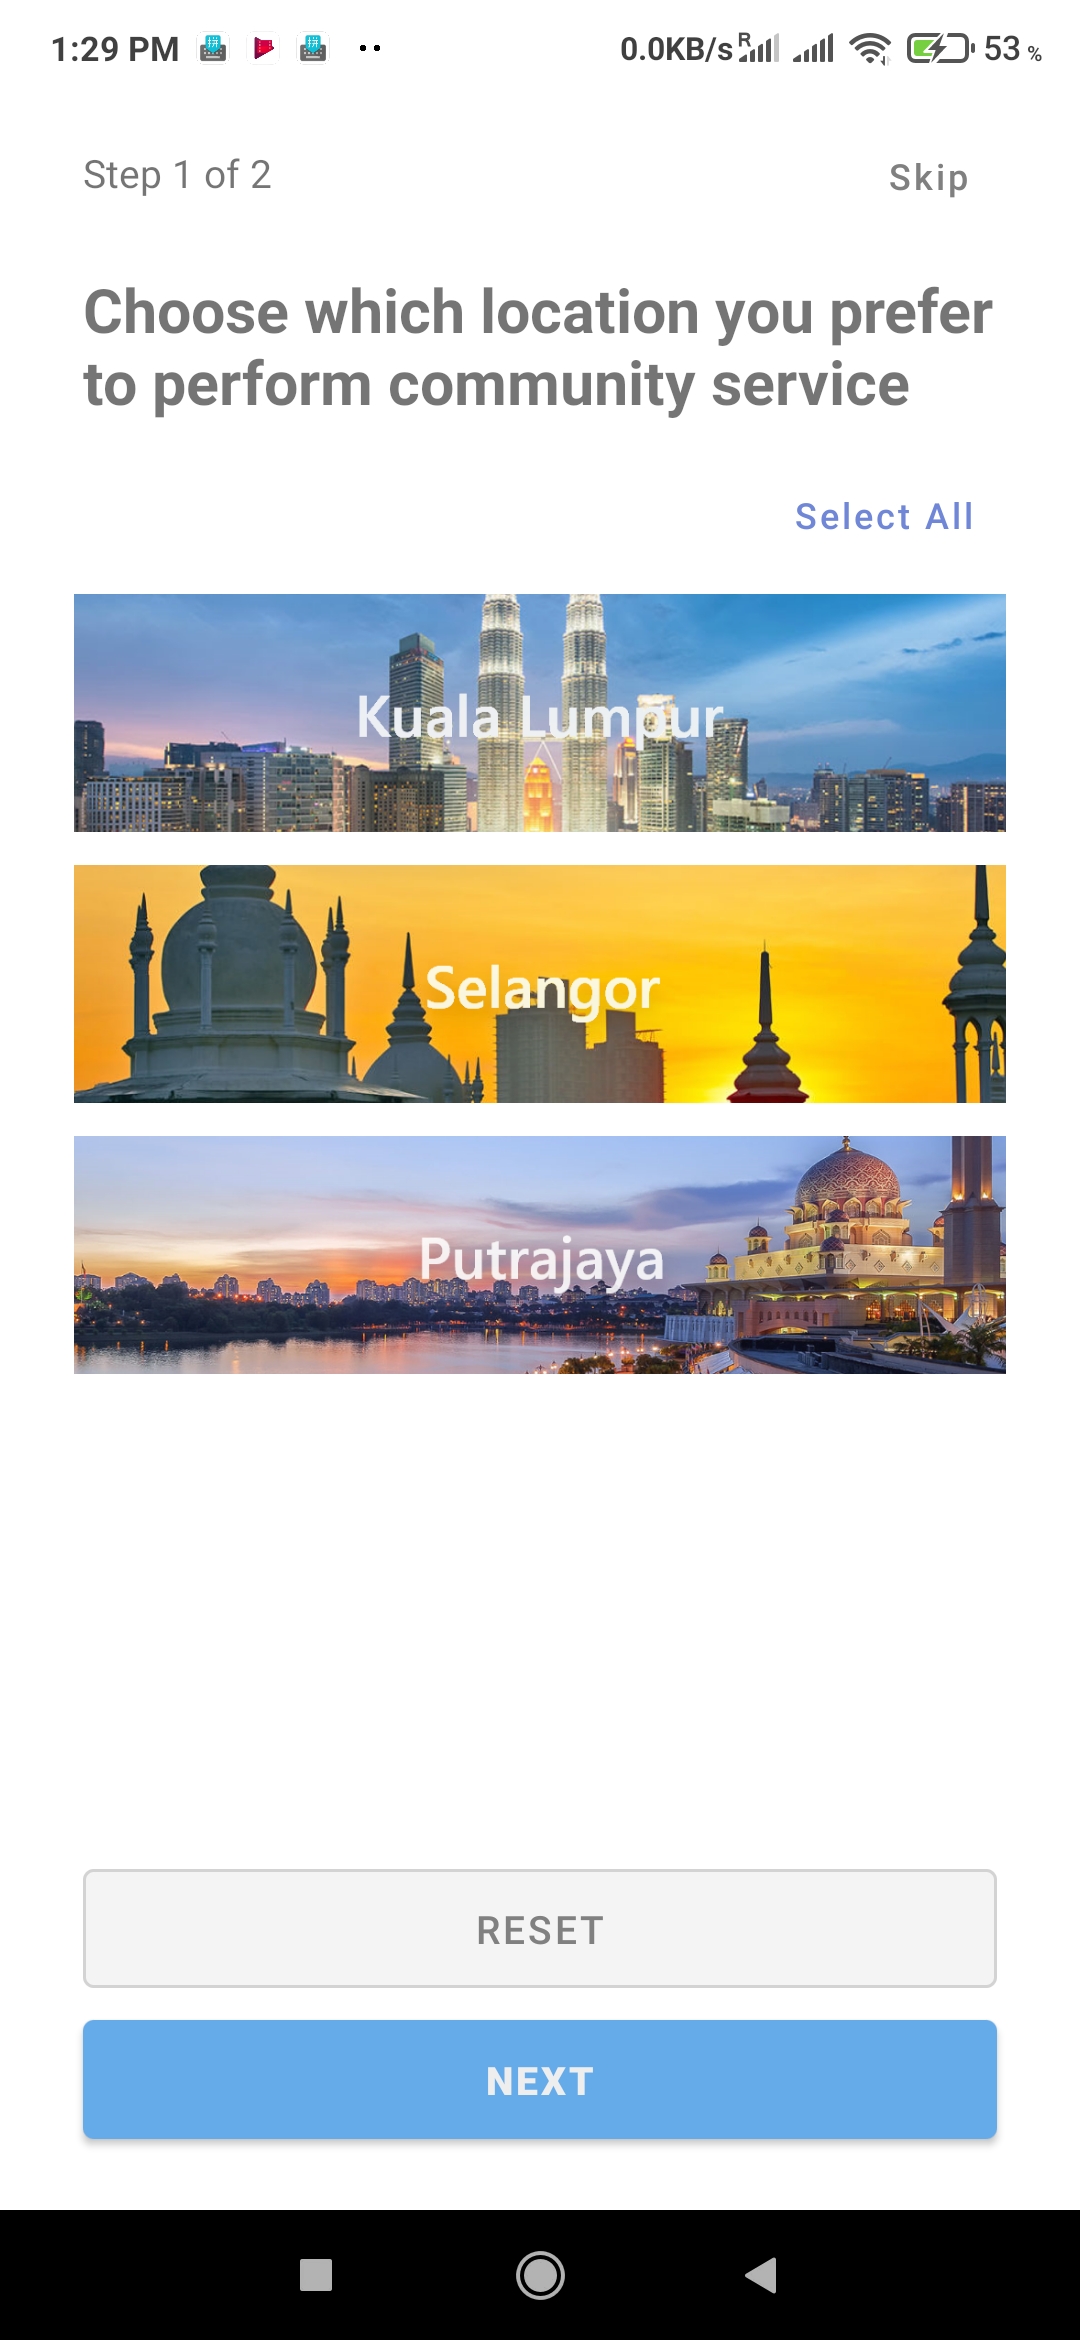 1:29 PM 0.0KB/s R 53 %
Step 1 of 2
Skip
Choose which location you prefer
to perform community service
Select All
Kuala Lumpur
Selangor
Putrajaya
RESET
NEXT